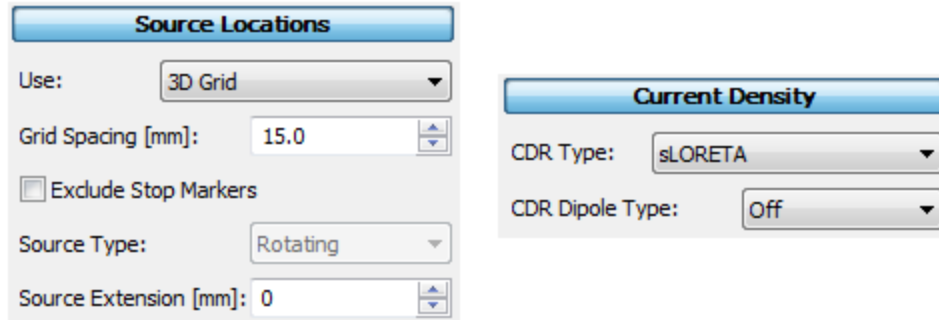 Source Locations
Use: 3D Grid
Grid Spacing [mm]: 15.0
Exclude Stop Markers
Source Type: Rotating
Source Extension [mm]: 0
Current Density
CDR Type: sLORETA
CDR Dipole Type: Off